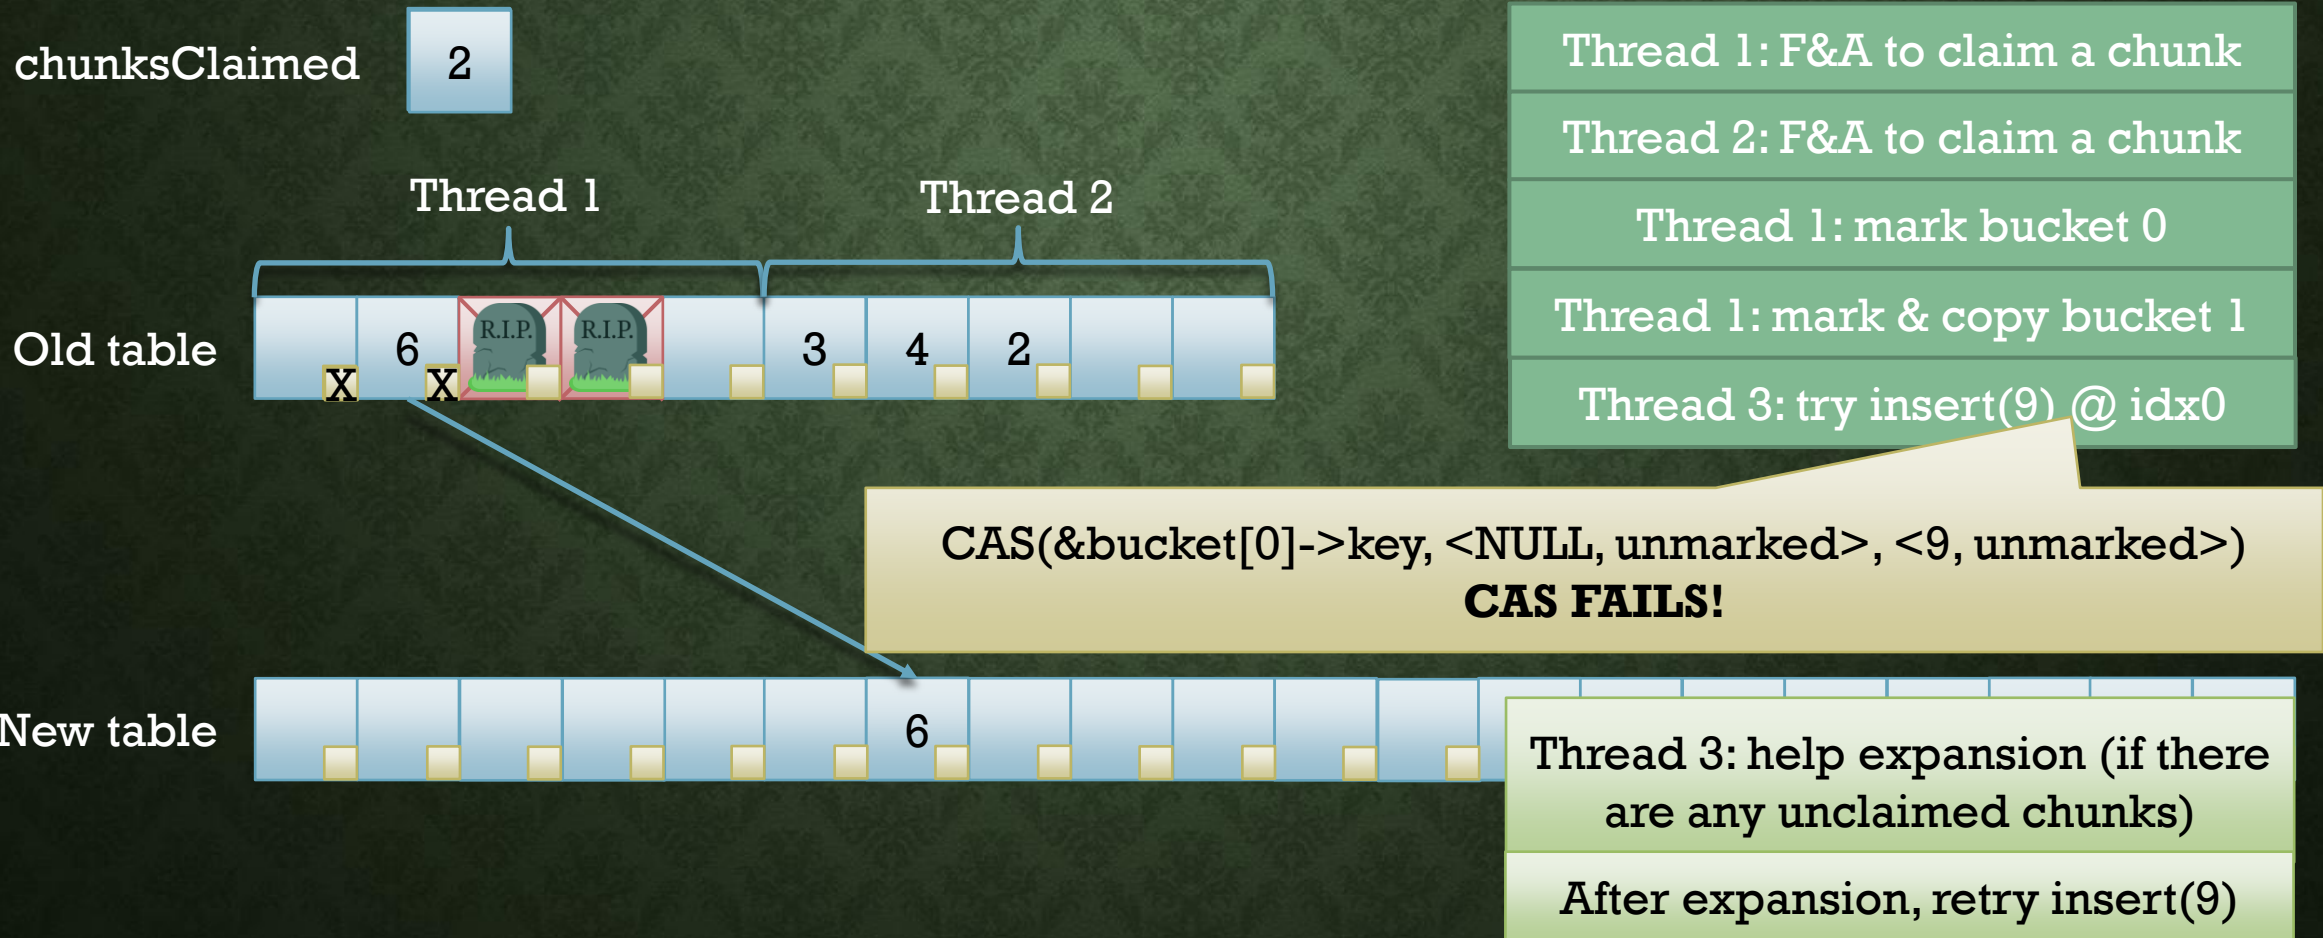 chunksClaimed
2
Thread 1: F&A to claim a chunk
Thread 2: F&A to claim a chunk
Thread 1: mark bucket 0
Thread 1: mark & copy bucket 1
Thread 3: try insert(9) @ idx0
Thread 1
Thread 2
Old table
6
R.I.P.
R.I.P.
3
4
2
X
X
CAS(&bucket[0]->key, <NULL, unmarked>, <9, unmarked>)
CAS FAILS!
New table
6
Thread 3: help expansion (if there
are any unclaimed chunks)
After expansion, retry insert(9)